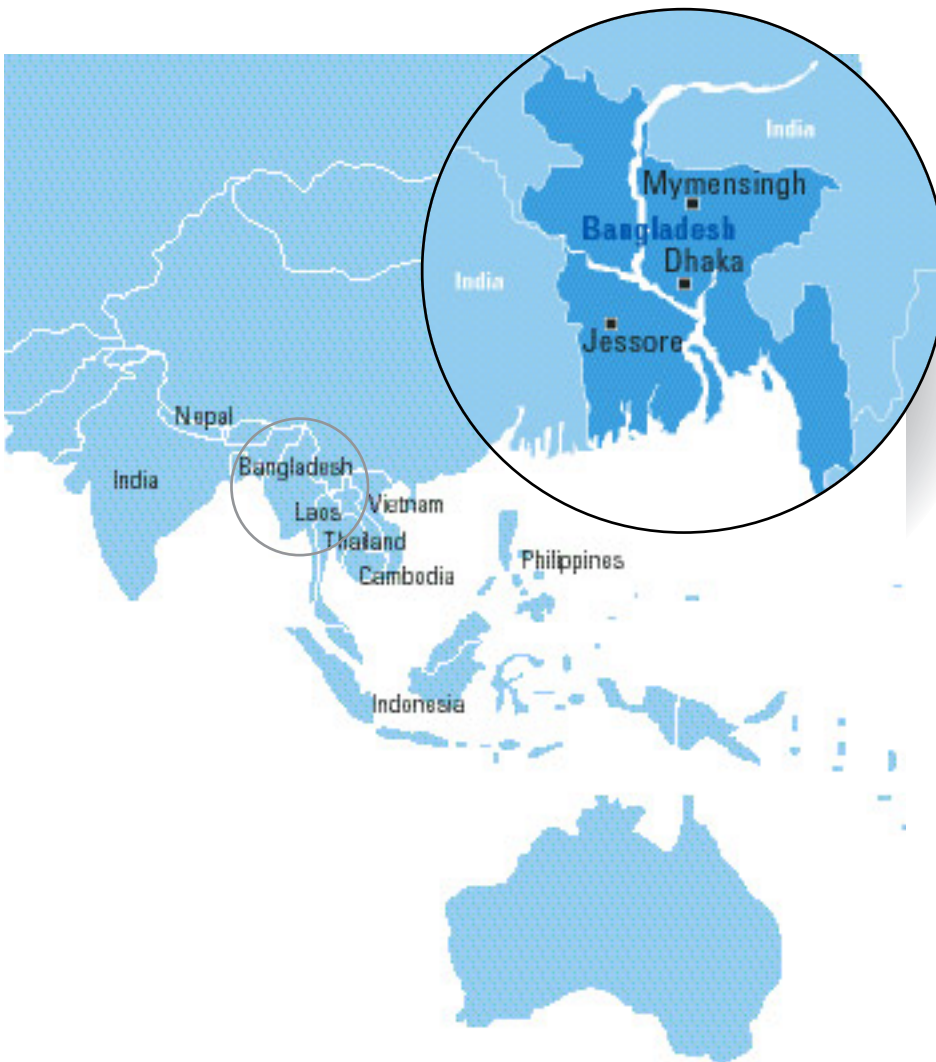 India
Mymensingh
Bangladesh
Dhaka
India
Jessore
Nepal
Bangladesh
India
Vietnam
Laos
Thailand
Philippines
Cambodia
Indonesia